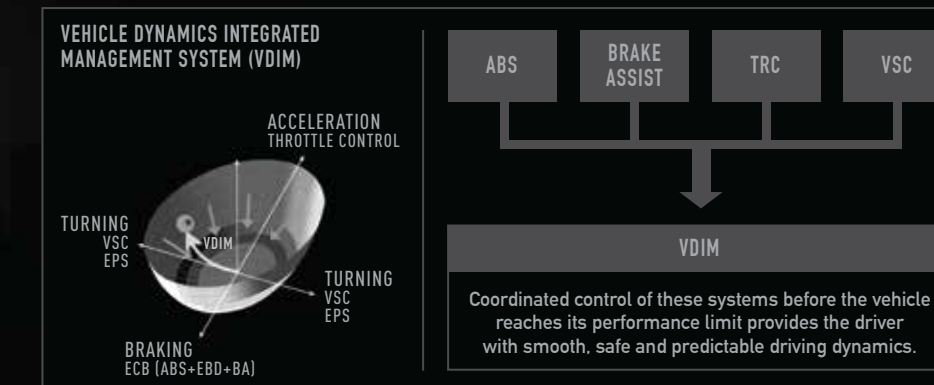 VEHICLE DYNAMICS INTEGRATED
MANAGEMENT SYSTEM (VDIM)
ACCELERATION
THROTTLE CONTROL
TURNING
VSC
EPS
VDIM
TURNING
VSC
EPS
BRAKING
ECB (ABS+EBD+BA)
ABS
BRAKE
ASSIST
TRC
VSC
VDIM
Coordinated control of these systems before the vehicle
reaches its performance limit provides the driver
with smooth, safe and predictable driving dynamics.